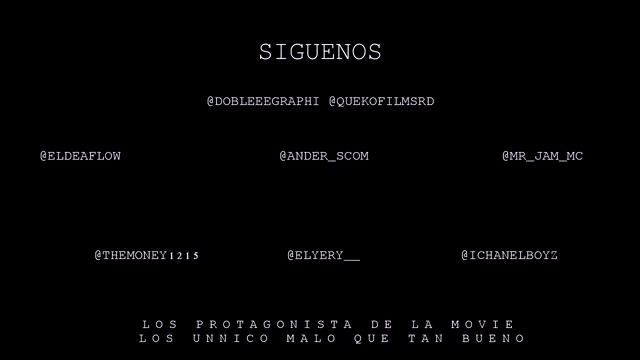 SIGUENOS
@DOBLEEEGRAPHI @QUEKOFILMSRD
@ELDEAFLOW @ANDER_SCOM @MR_JAM_MC
@THEMONEY1215 @ELYERY__ @ICHANELBOYZ
LOS PROTAGONISTA DE LA MOVIE
LOS UNNICO MALO QUE TAN BUENO